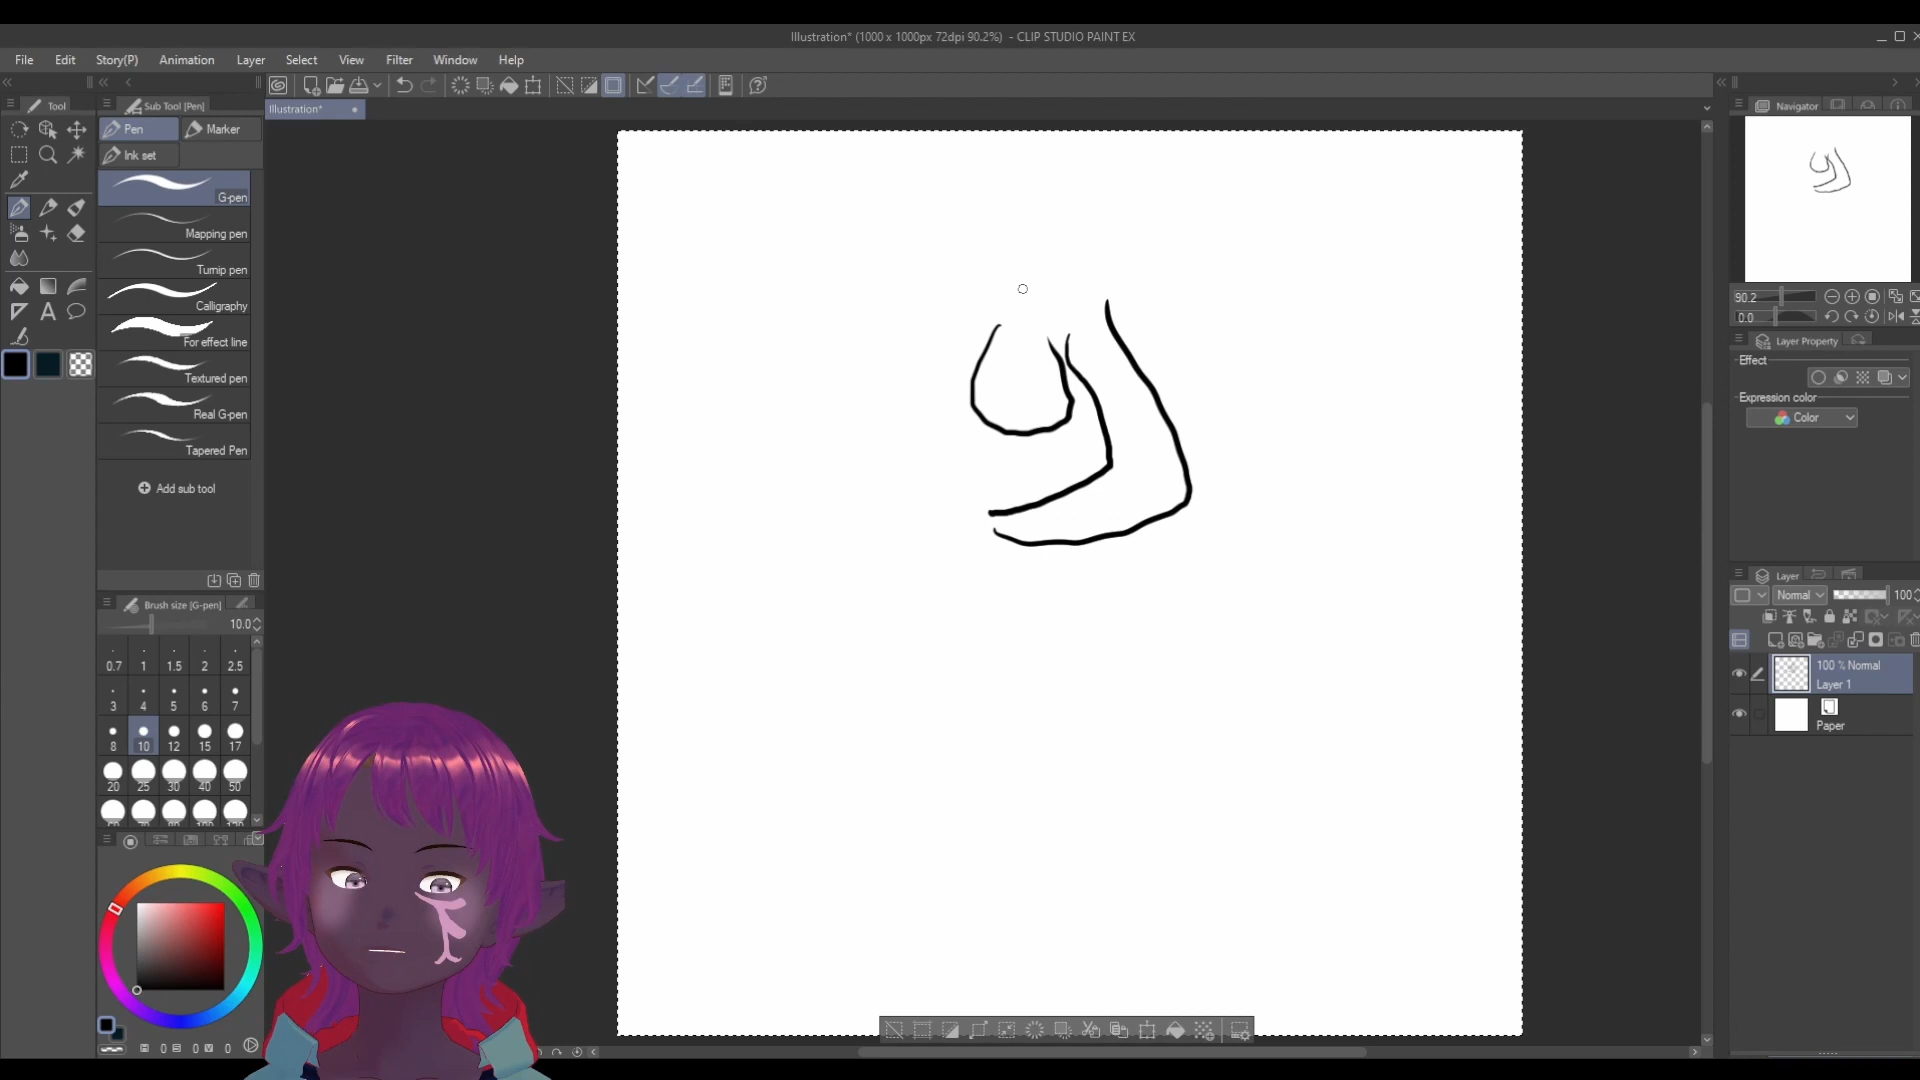 Illustration* (1000 x 1000px 72dpi 90.2%) - CLIP STUDIO PAINT EX
File Edit Story(P) Animation Layer Select View Filter Window Help
Tool
Sub Tool [Pen]
Illustration*
Navigator
Pen
Marker
Ink set
G-pen
Mapping pen
Turnip pen
Calligraphy
For effect line
Textured pen
Real G-pen
Tapered Pen
Add sub tool
90.2
0.0
Layer Property
Effect
Expression color
Color
Brush size [G-pen]
10.0
0.7 1 1.5 2 2.5
3 4 5 6 7
8 10 12 15 17
20 25 30 40 50
Layer
Normal 100
100 % Normal
Layer 1
Paper
0 0 0